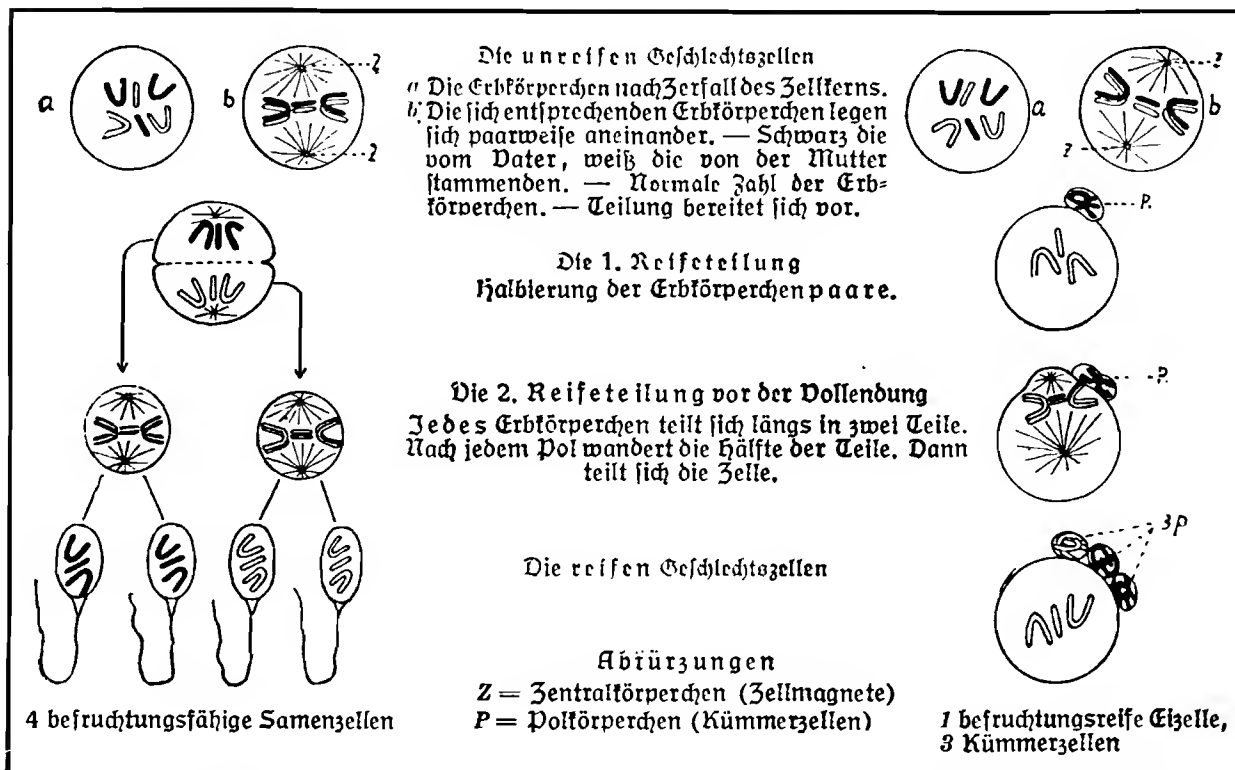 Die unreifen Geschlechtszellen
a
b
Z
Z
a Die Erbkörperchen nach Zerfall des Zellkerns.
b Die sich entsprechenden Erbkörperchen legen
sich paarweise aneinander. — Schwarz die
vom Vater, weiß die von der Mutter
stammenden. — Normale Zahl der Erb=
körperchen. — Teilung bereitet sich vor.
a
b
Z
Z
P.
Die 1. Reifeteilung
Halbierung der Erbkörperchenpaare.
Die 2. Reifeteilung vor der Vollendung
Jedes Erbkörperchen teilt sich längs in zwei Teile.
Nach jedem Pol wandert die Hälfte der Teile. Dann
teilt sich die Zelle.
P.
3 P
Die reifen Geschlechtszellen
Abkürzungen
Z = Zentralkörperchen (Zellmagnete)
P = Polkörperchen (Kümmerzellen)
4 befruchtungsfähige Samenzellen
1 befruchtungsreife Eizelle,
3 Kümmerzellen